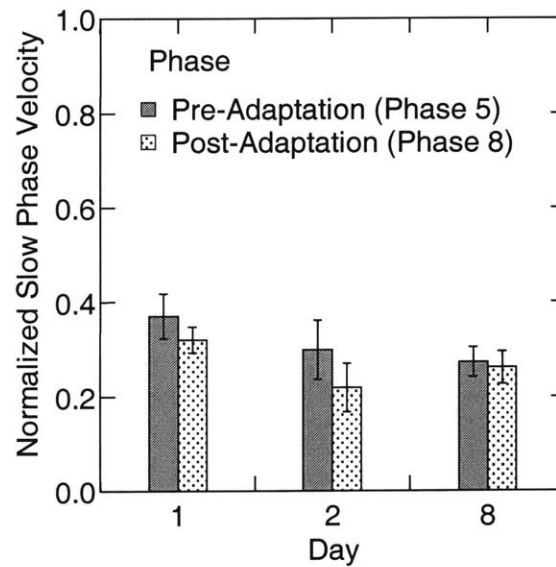 Normalized Slow Phase Velocity
1.0
0.8
0.6
0.4
0.2
0.0
Phase
Pre-Adaptation (Phase 5)
Post-Adaptation (Phase 8)
1 2 8
Day